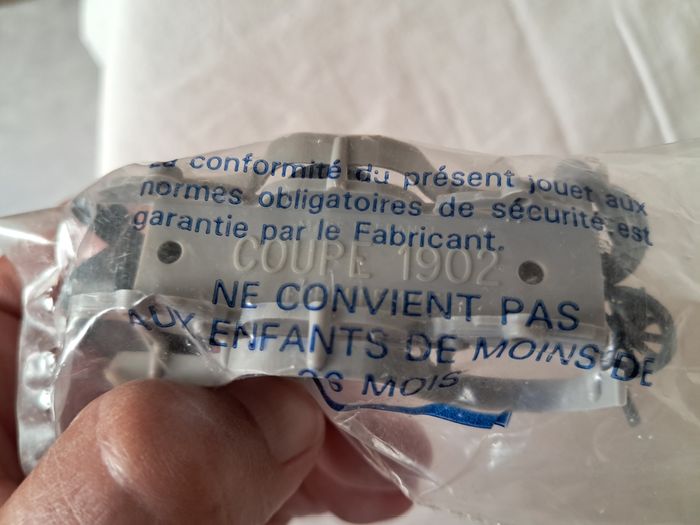 La conformité du présent jouet aux
normes obligatoires de sécurité est
garantie par le Fabricant.
COUPE 1902
NE CONVIENT PAS
AUX ENFANTS DE MOINS DE
36 MOIS